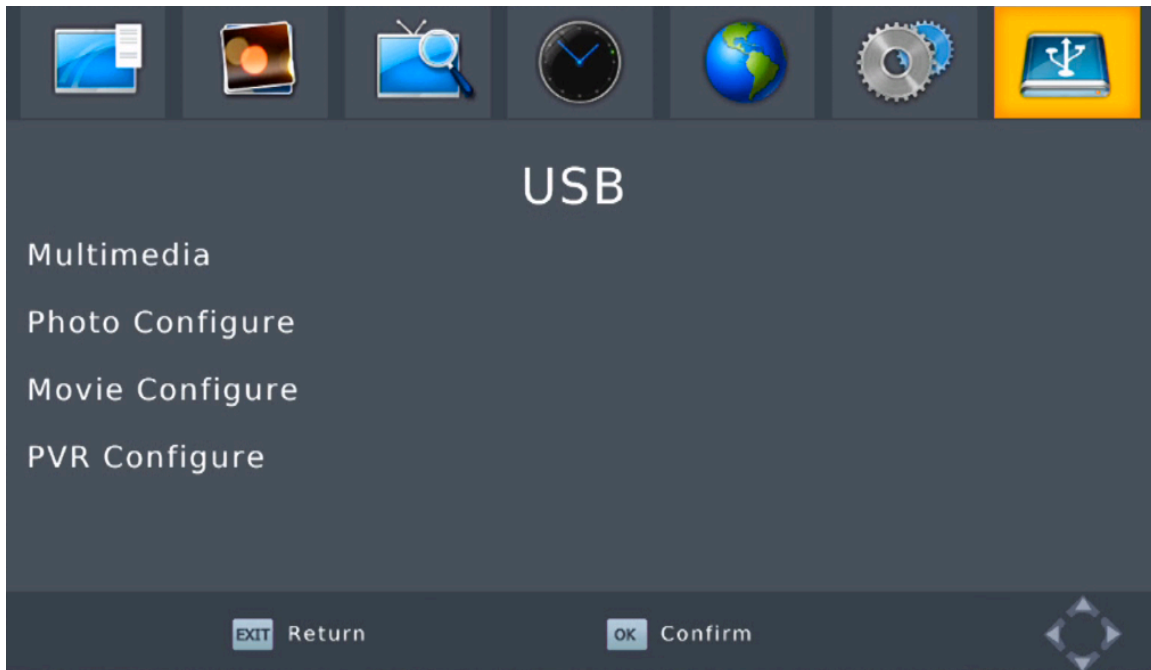 USB
Multimedia
Photo Configure
Movie Configure
PVR Configure
EXIT Return
OK Confirm